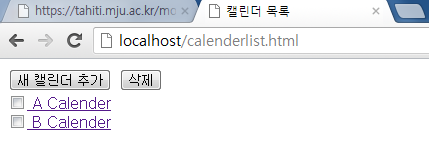 https://tahiti.mju.ac.kr/mo
캘린더 목록
localhost/calenderlist.html
새 캘린더 추가 삭제
A Calender
B Calender